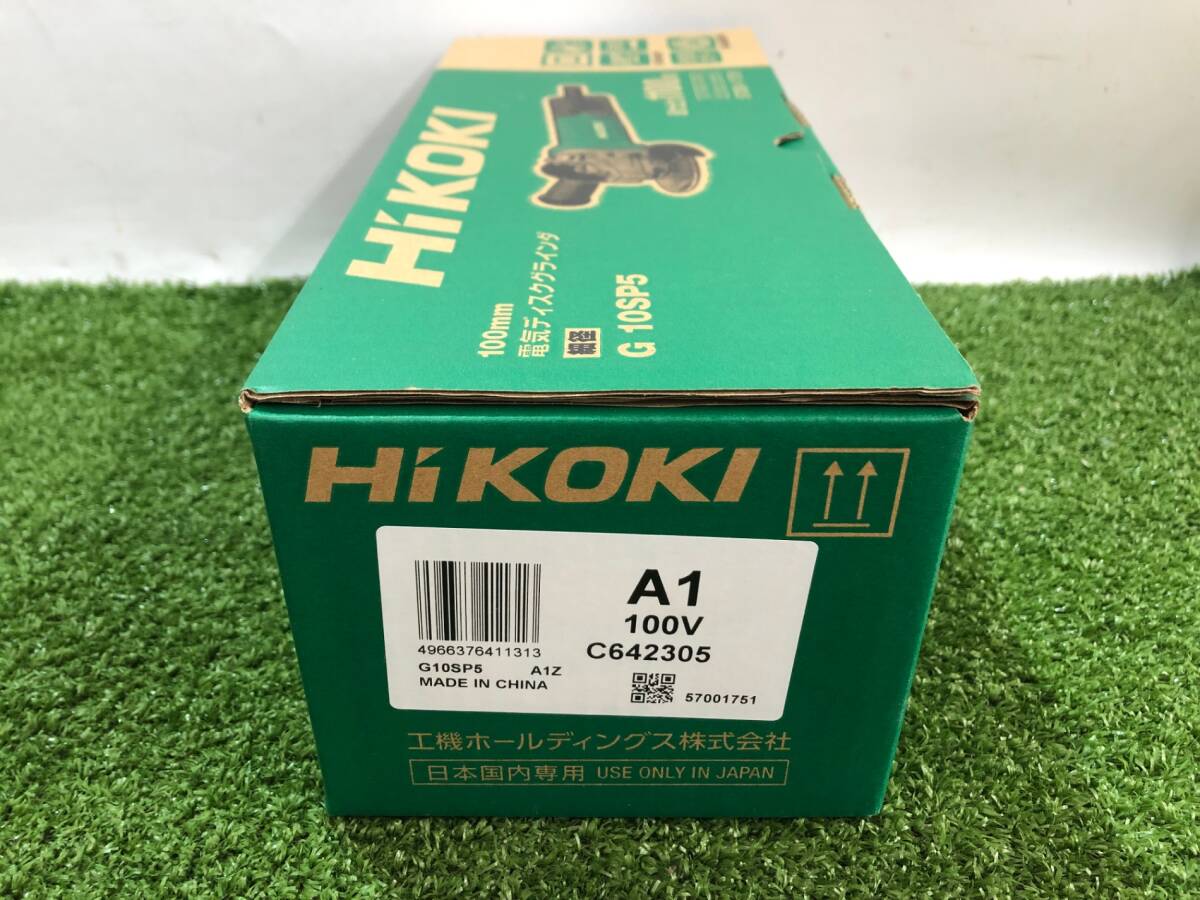 HiKOKI
100mm
電気ディスクグラインダ
細径
G 10SP5
HiKOKI
4966376411313
G10SP5 A1Z
MADE IN CHINA
A1
100V
C642305
57001751
工機ホールディングス株式会社
日本国内専用 USE ONLY IN JAPAN